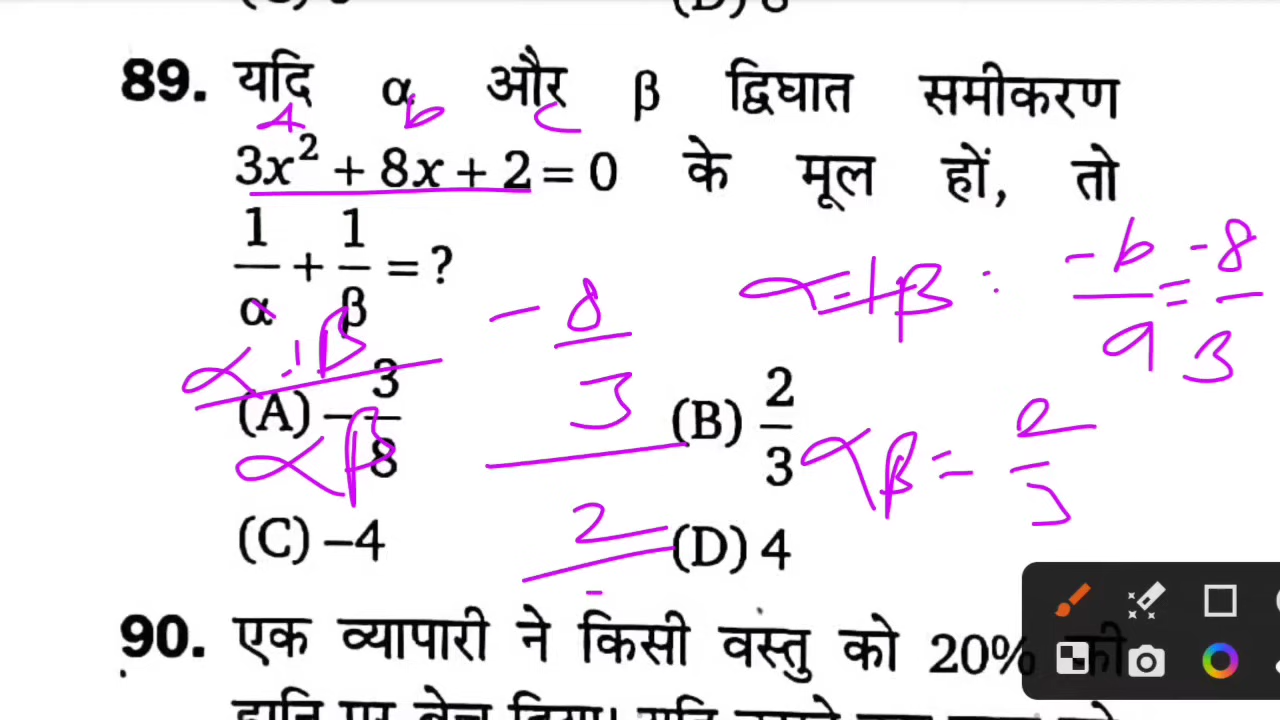 89. यदि α और β द्विघात समीकरण
A b c
3x² + 8x + 2 = 0 के मूल हों, तो
1/α + 1/β = ?
α + β = -b/a = -8/3
α + β / αβ
-8/3 / 2/
αβ = 2/3
(A) -3/8 (B) 2/3
(C) -4 (D) 4
90. एक व्यापारी ने किसी वस्तु को 20% की